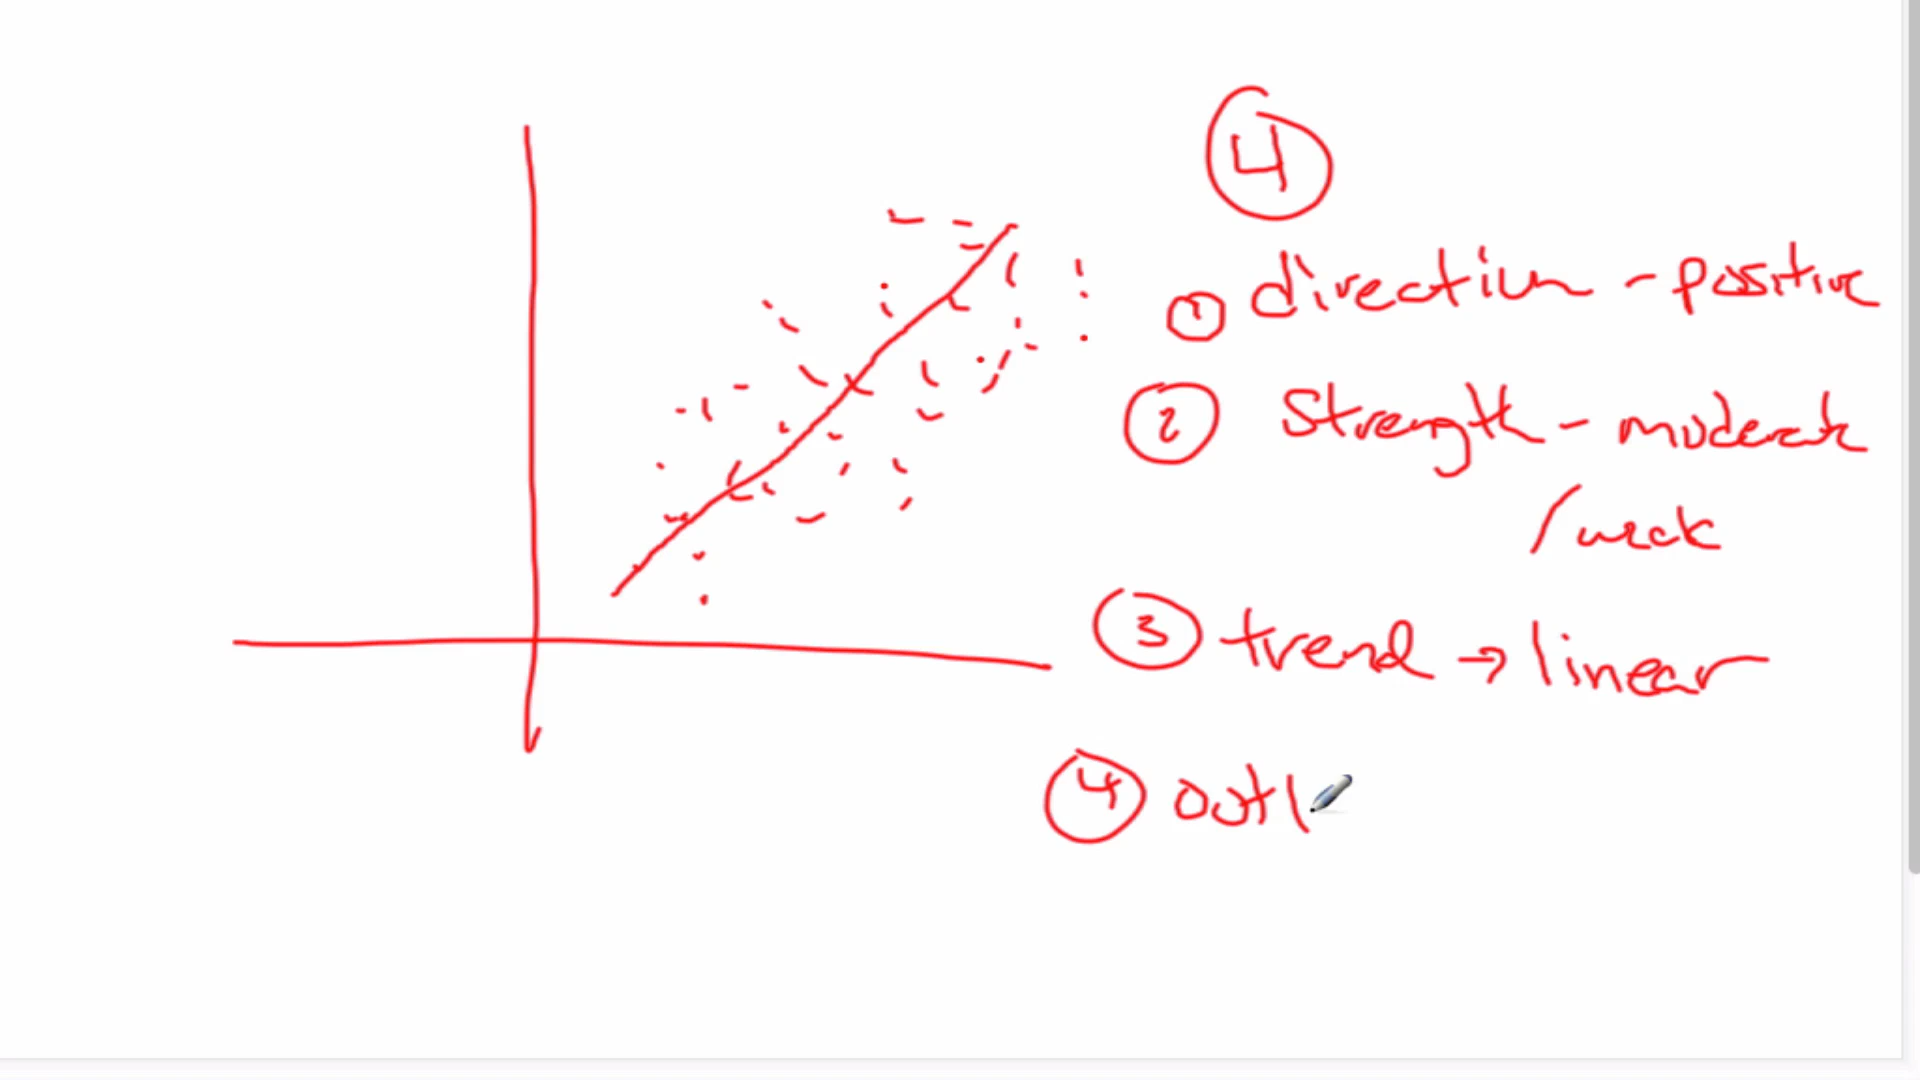 4
1 direction - positive
2 Strength - moderate
/weak
3 trend → linear
4 outl